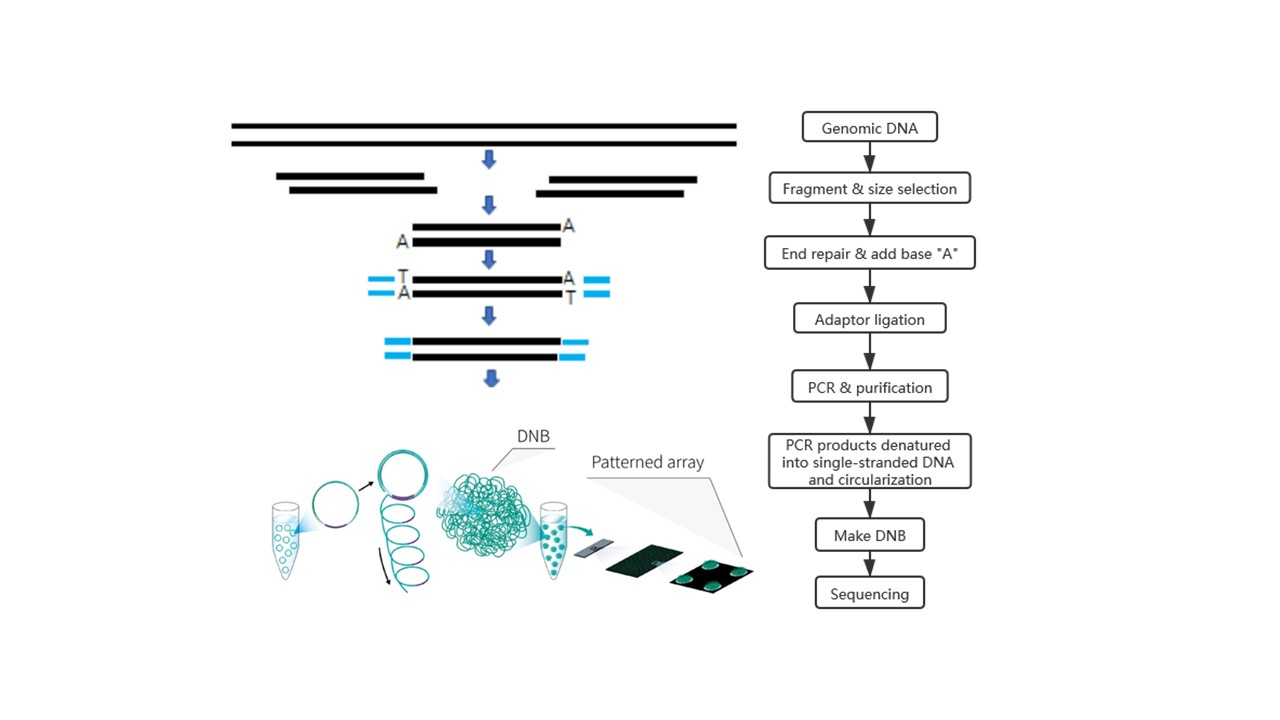 A
A
T
A
A
T
DNB
Patterned array
Genomic DNA
Fragment & size selection
End repair & add base "A"
Adaptor ligation
PCR & purification
PCR products denatured
into single-stranded DNA
and circularization
Make DNB
Sequencing